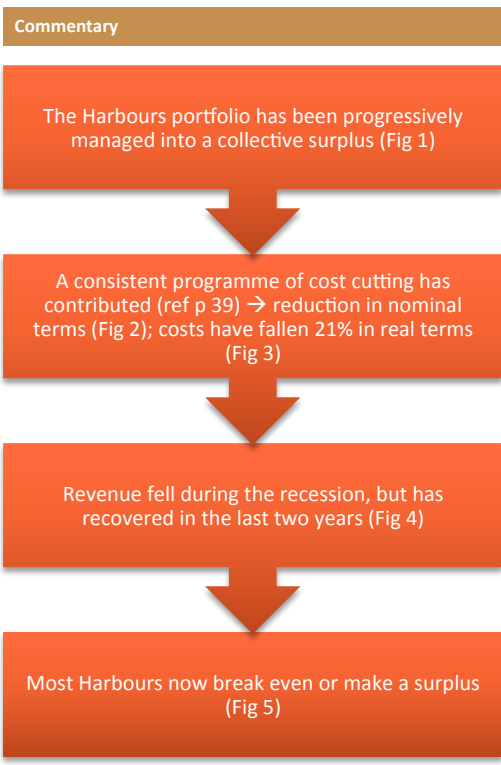 Commentary
The Harbours portfolio has been progressively
managed into a collective surplus (Fig 1)
A consistent programme of cost cutting has
contributed (ref p 39) → reduction in nominal
terms (Fig 2); costs have fallen 21% in real terms
(Fig 3)
Revenue fell during the recession, but has
recovered in the last two years (Fig 4)
Most Harbours now break even or make a surplus
(Fig 5)